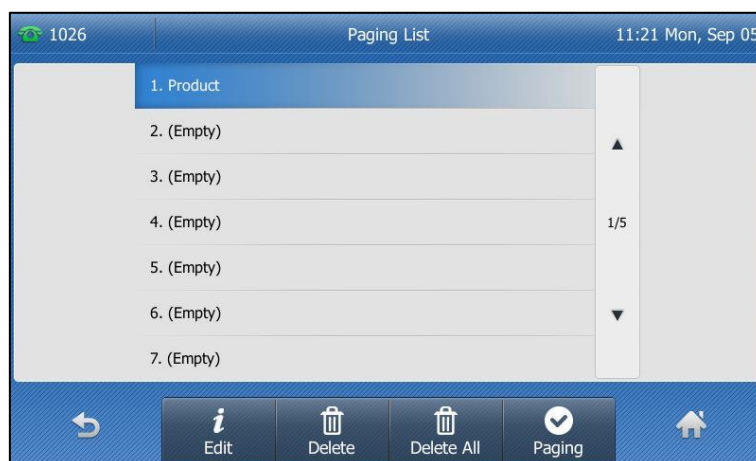 1026 Paging List 11:21 Mon, Sep 05
1. Product
2. (Empty)
3. (Empty)
4. (Empty)
1/5
5. (Empty)
6. (Empty)
7. (Empty)
Edit Delete Delete All Paging